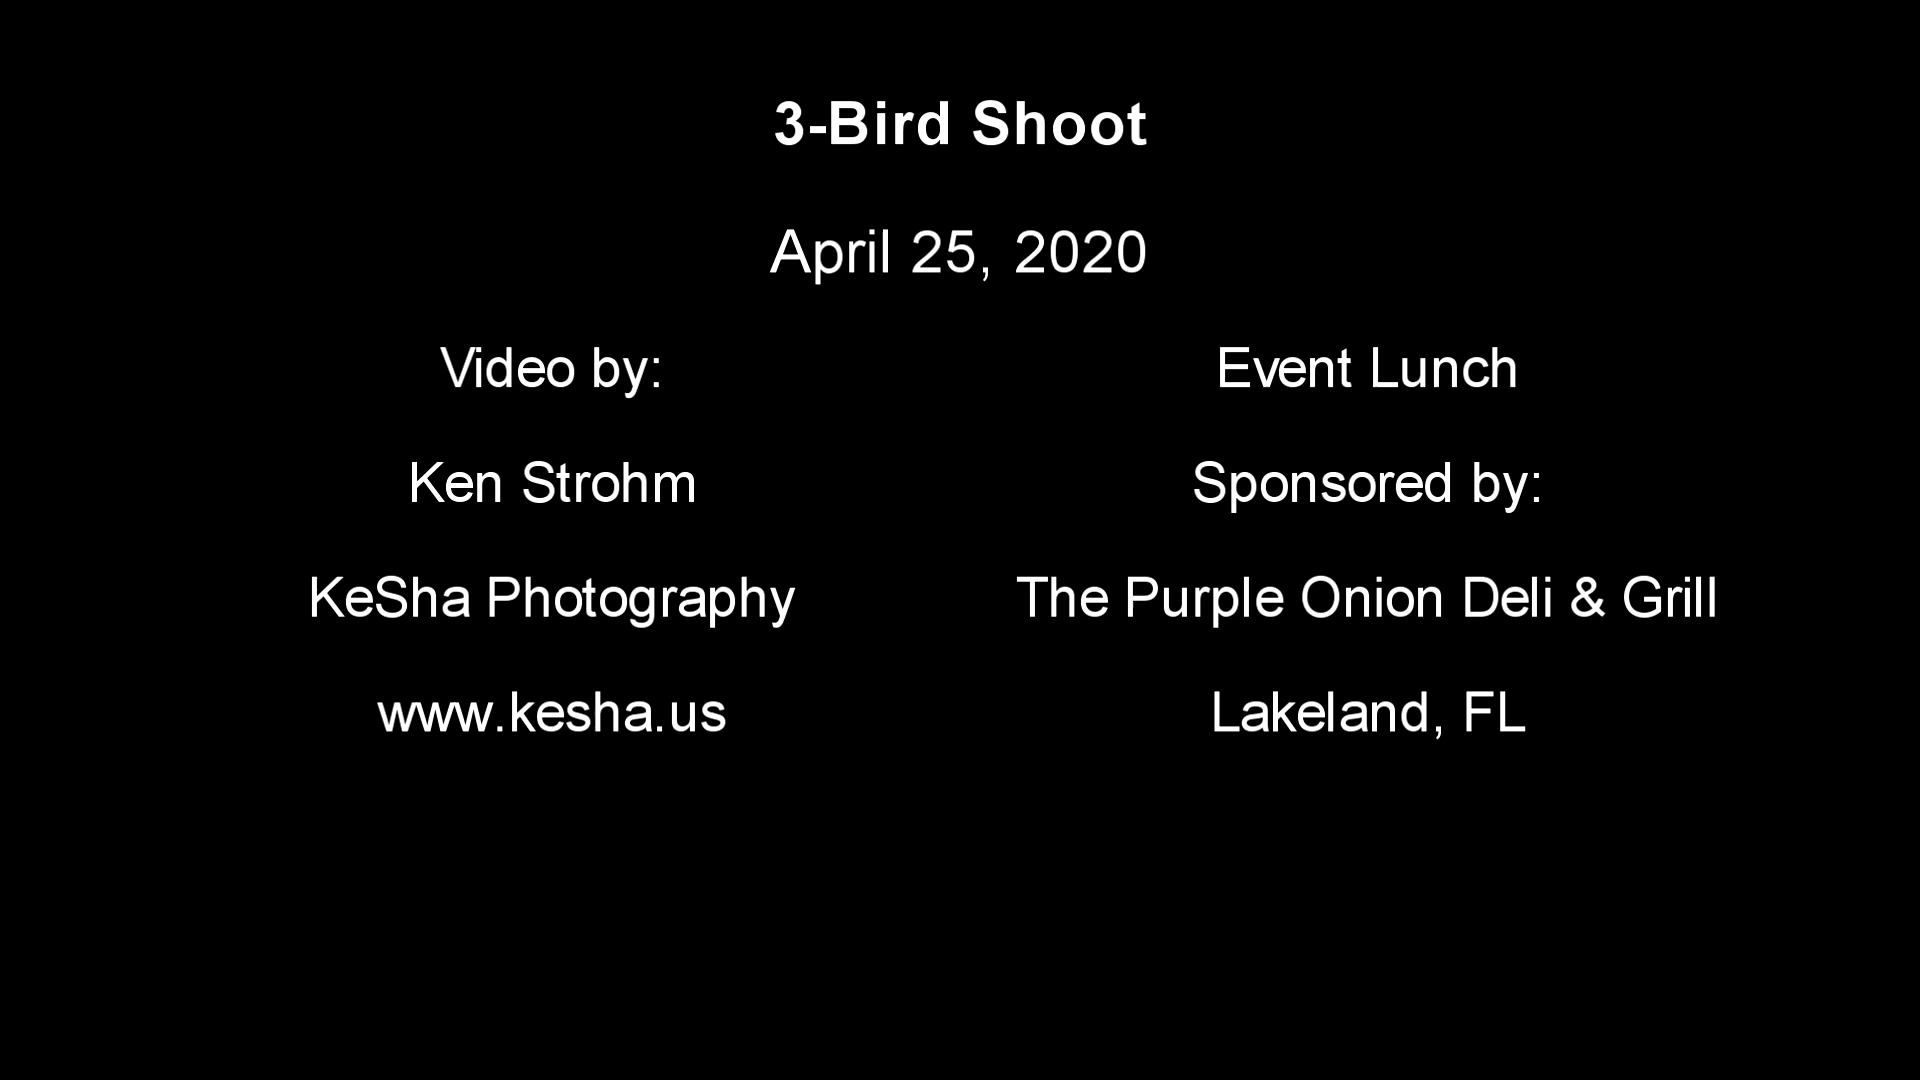 3-Bird Shoot
April 25, 2020
Video by:
Ken Strohm
KeSha Photography
www.kesha.us
Event Lunch
Sponsored by:
The Purple Onion Deli & Grill
Lakeland, FL